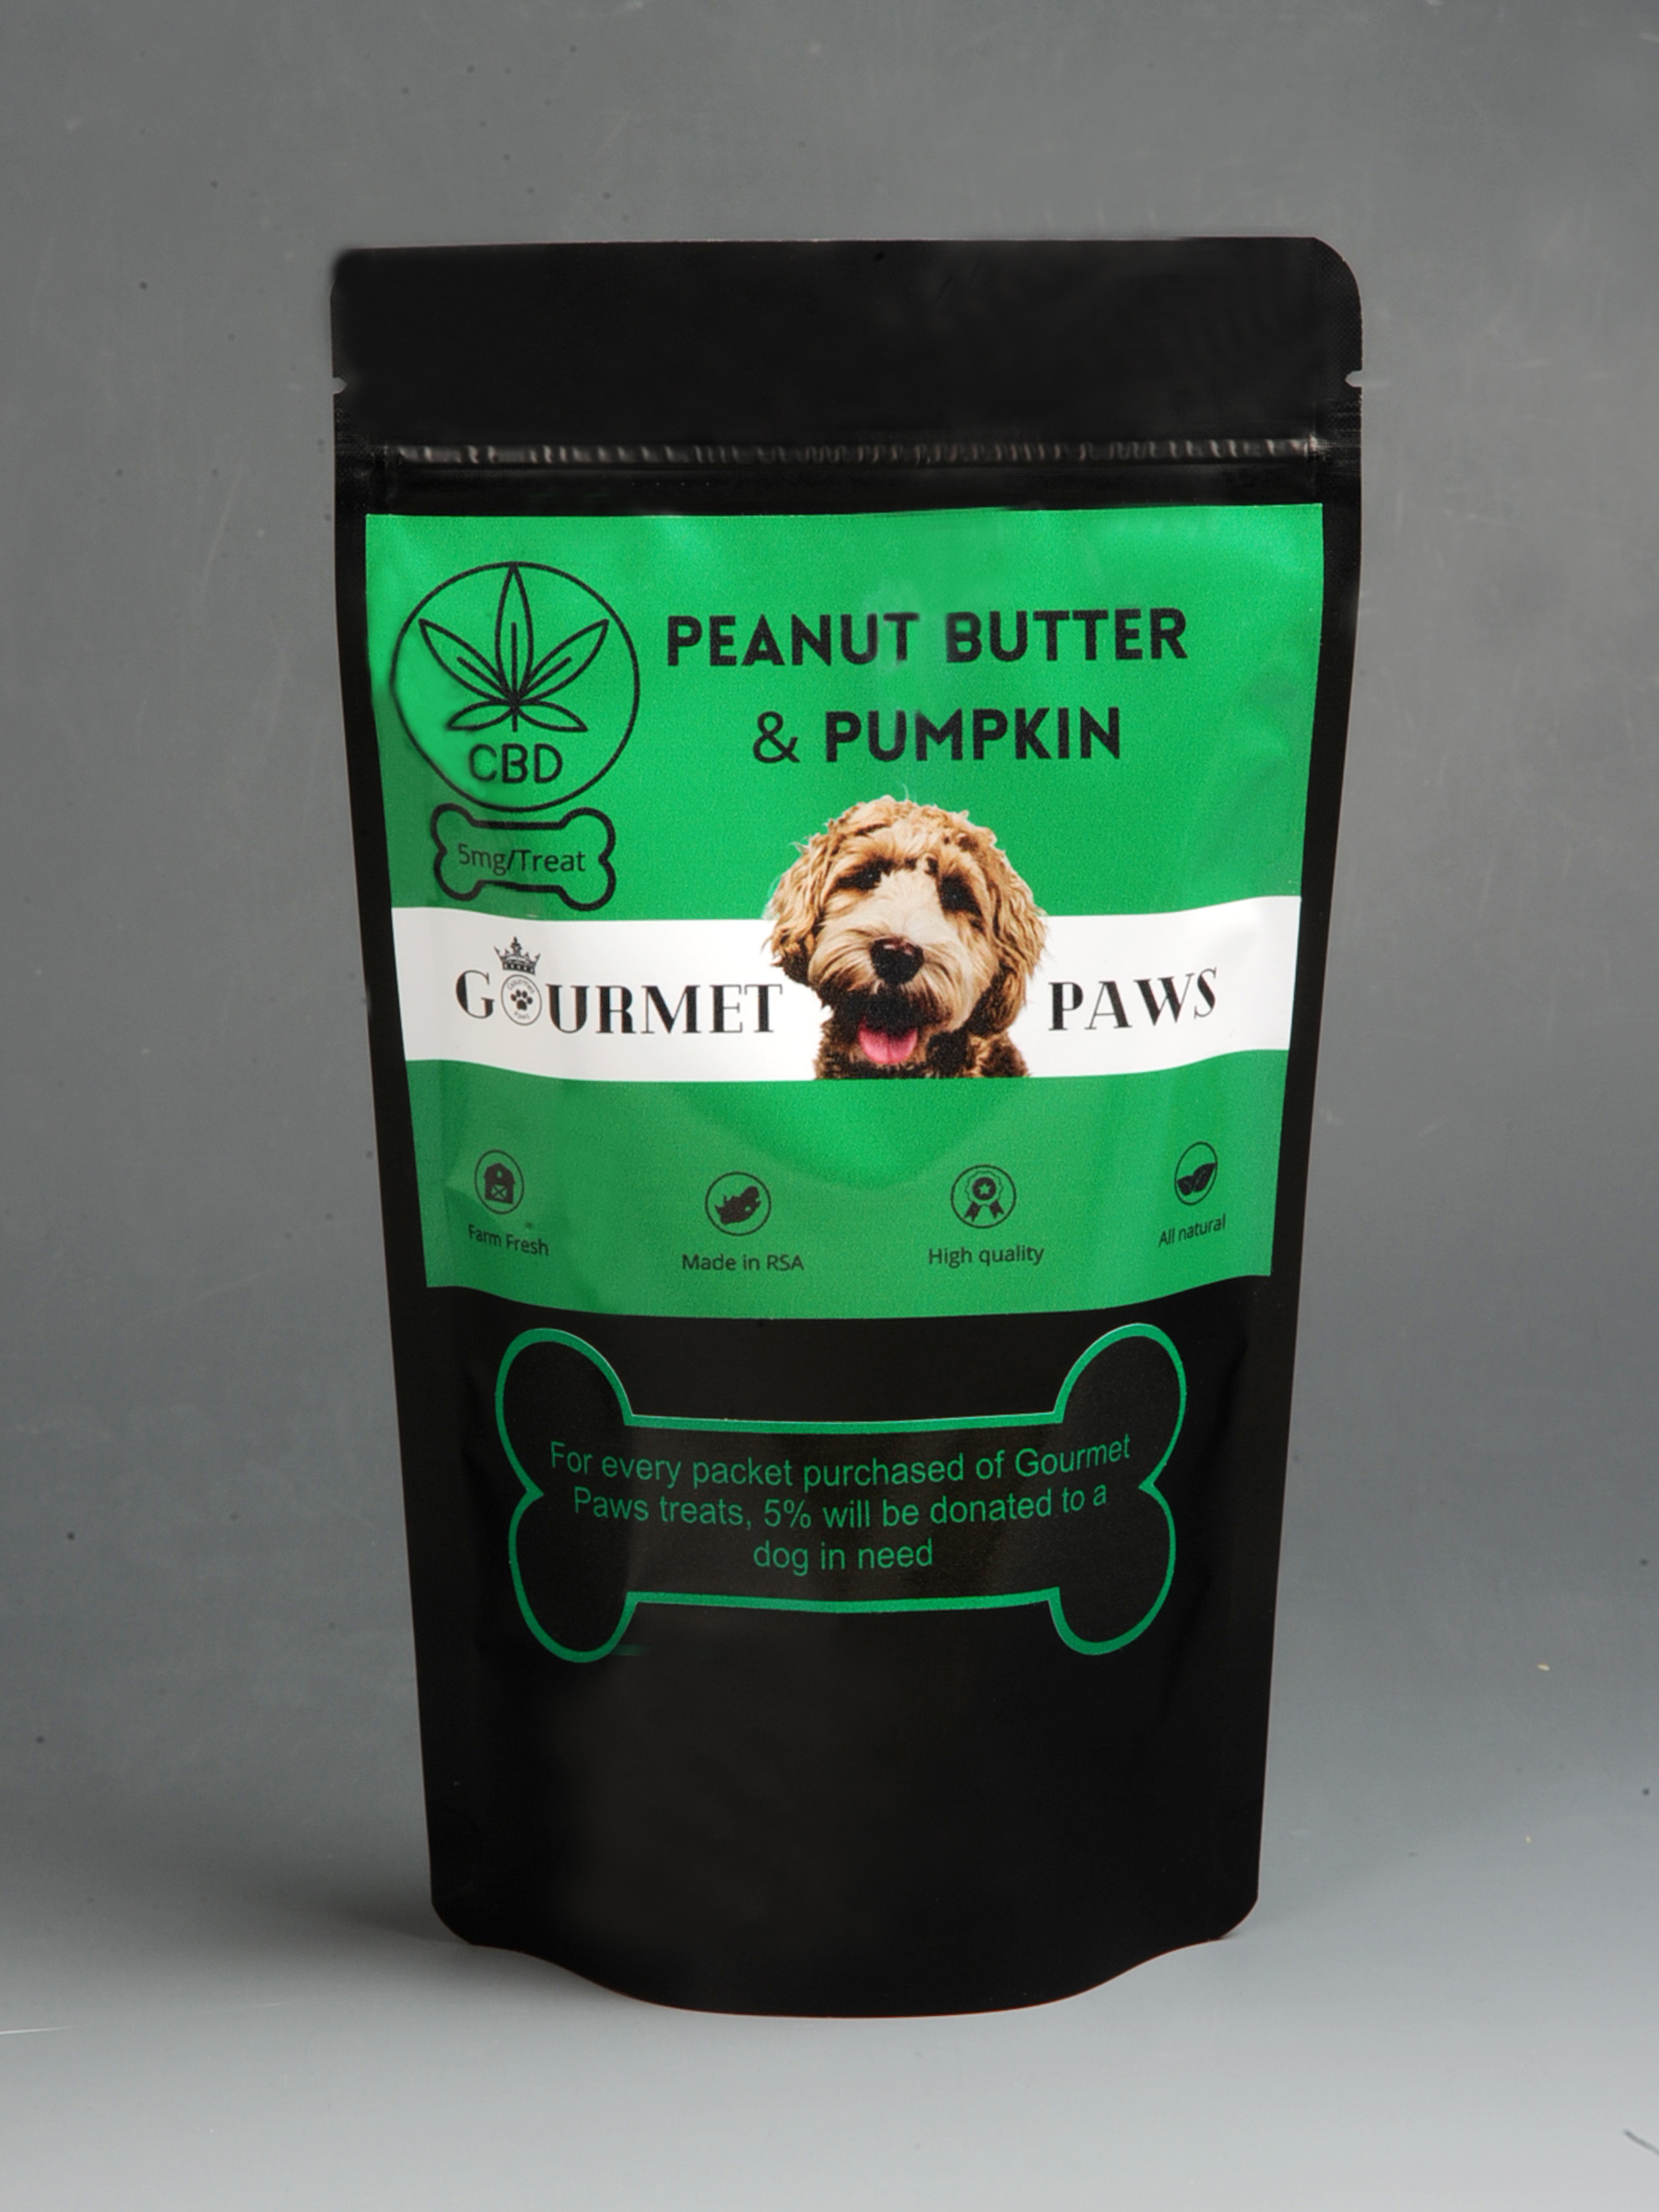 PEANUT BUTTER
& PUMPKIN
CBD
5mg/Treat
GOURMET PAWS
Farm Fresh
Made in RSA
High quality
All natural
For every packet purchased of Gourmet
Paws treats, 5% will be donated to a
dog in need